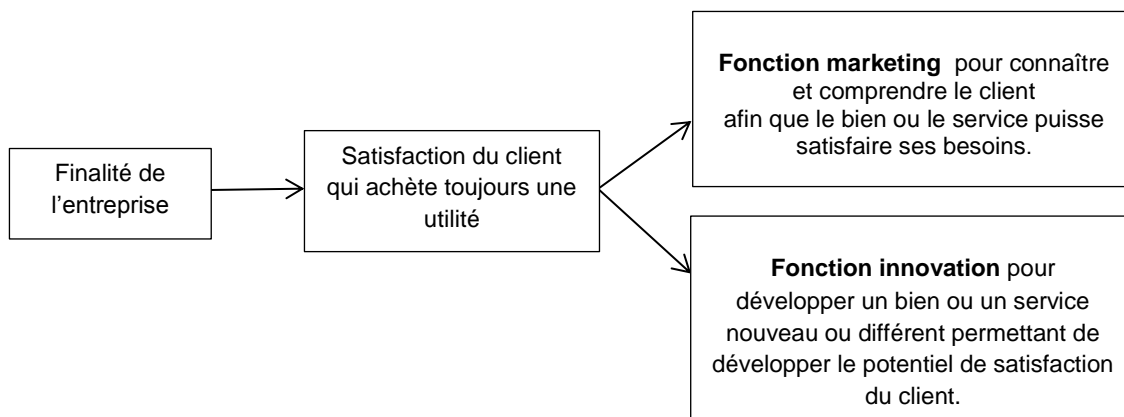 Finalité de
l’entreprise
Satisfaction du client
qui achète toujours une
utilité
Fonction marketing  pour connaître
et comprendre le client
afin que le bien ou le service puisse
satisfaire ses besoins.
Fonction innovation pour
développer un bien ou un service
nouveau ou différent permettant de
développer le potentiel de satisfaction
du client.